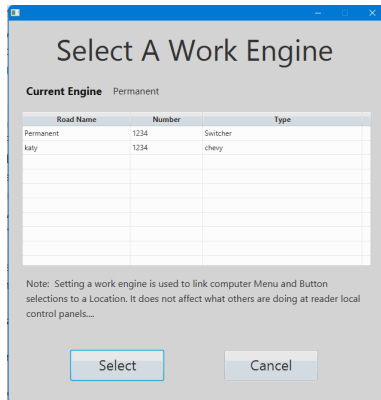 Select A Work Engine
Current Engine Permanent
Road Name Number Type
Permanent 1234 Switcher
katy 1234 chevy
Note: Setting a work engine is used to link computer Menu and Button
selections to a Location. It does not affect what others are doing at reader local
control panels....
Select Cancel